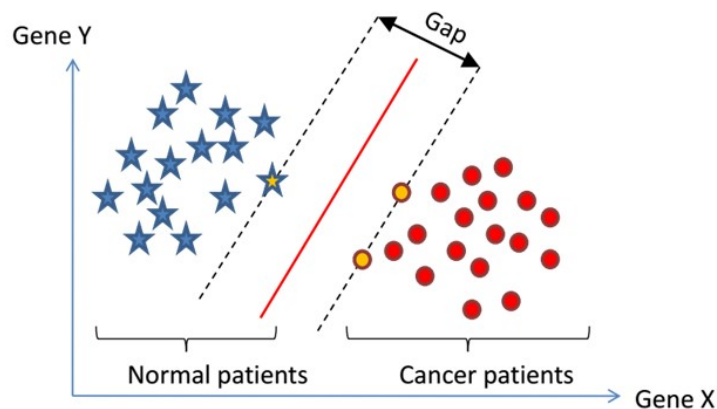 Gene Y
Gap
Normal patients
Cancer patients
Gene X